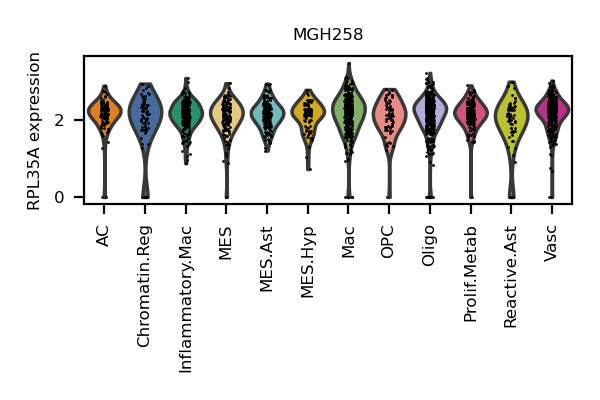 MGH258
RPL35A expression
2
0
AC
Chromatin.Reg
Inflammatory.Mac
MES
MES.Ast
MES.Hyp
Mac
OPC
Oligo
Prolif.Metab
Reactive.Ast
Vasc